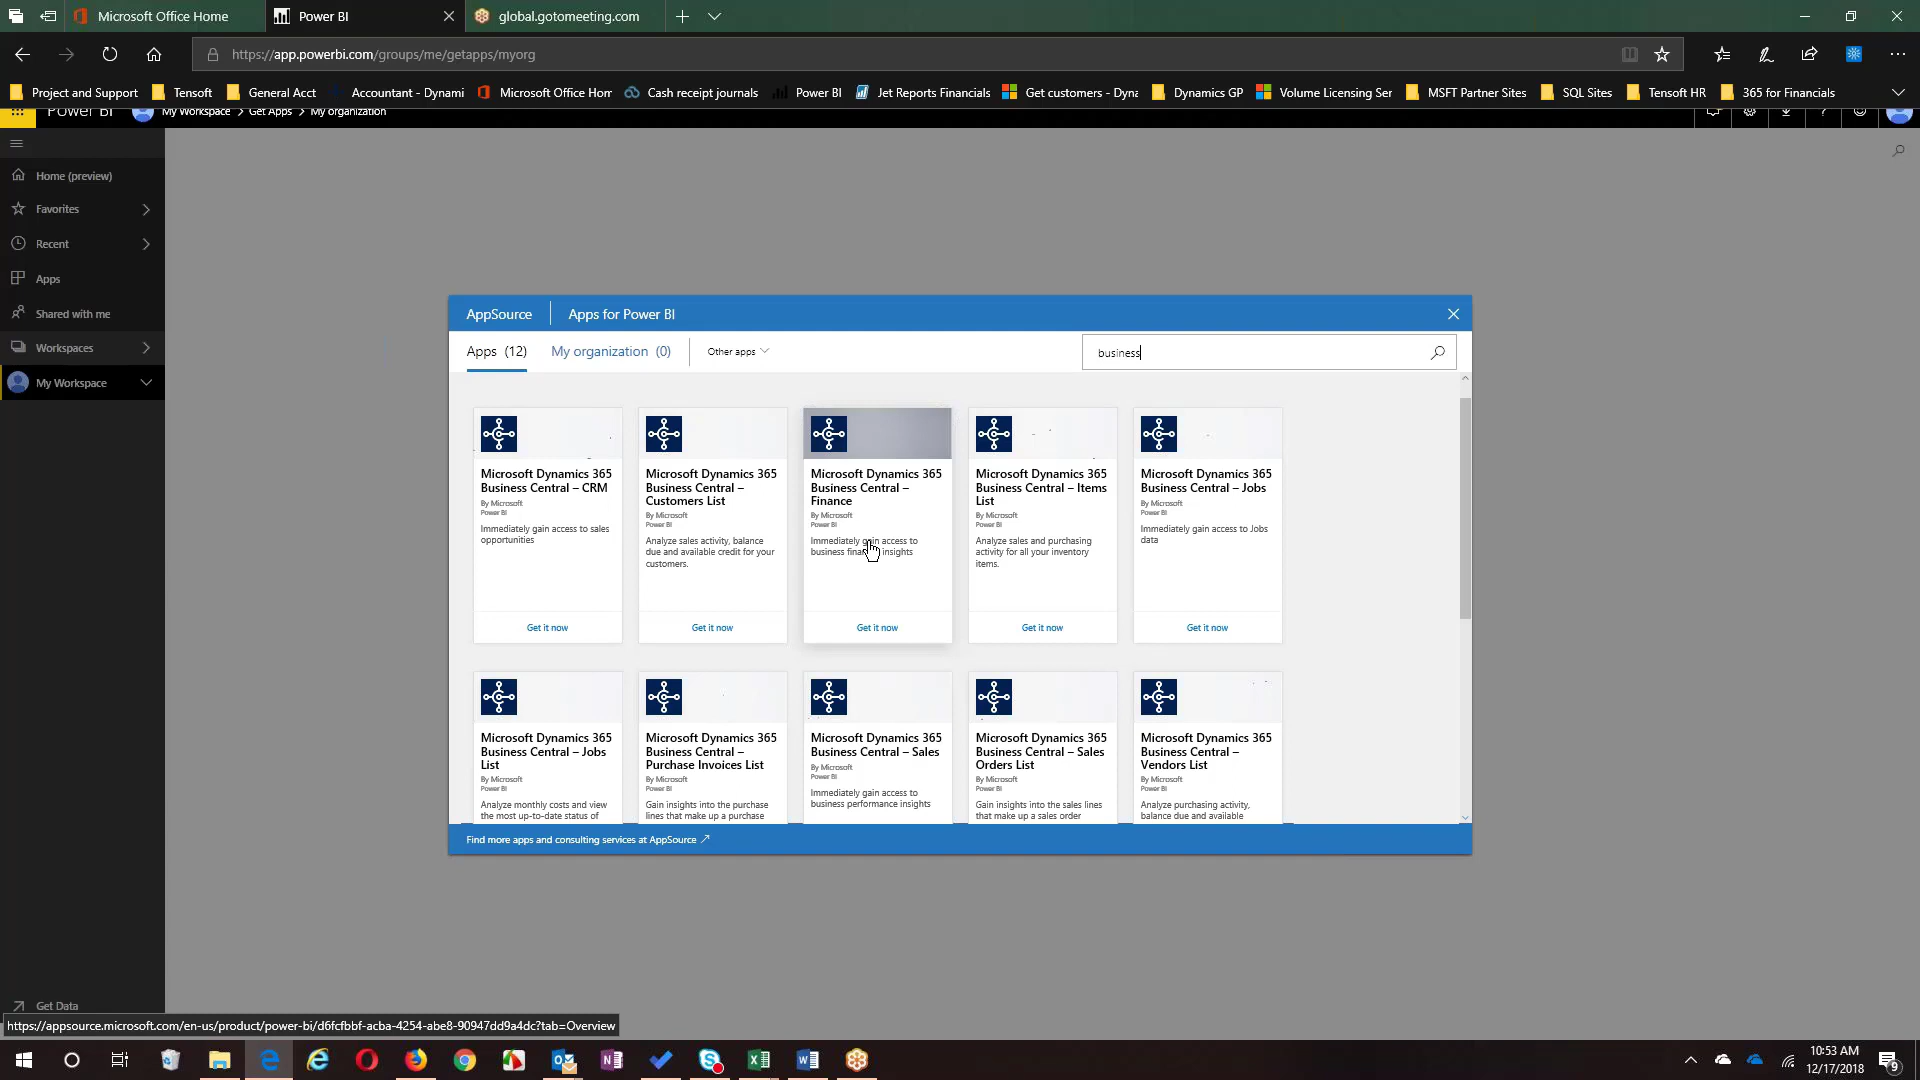 Microsoft Office Home
Power BI
global.gotomeeting.com
https://app.powerbi.com/groups/me/getapps/myorg
Project and Support
Tensoft
General Acct
Accountant - Dynami
Microsoft Office Hom
Cash receipt journals
Power BI
Jet Reports Financials
Get customers - Dyna
Dynamics GP
Volume Licensing Ser
MSFT Partner Sites
SQL Sites
Tensoft HR
365 for Financials
Power BI
My Workspace > Get Apps > My organization
Home (preview)
Favorites
Recent
Apps
Shared with me
Workspaces
My Workspace
Get Data
AppSource
Apps for Power BI
Apps (12)
My organization (0)
Other apps
business
Microsoft Dynamics 365
Business Central – CRM
By Microsoft
Power BI
Immediately gain access to sales
opportunities
Get it now
Microsoft Dynamics 365
Business Central –
Customers List
By Microsoft
Power BI
Analyze sales activity, balance
due and available credit for your
customers.
Get it now
Microsoft Dynamics 365
Business Central –
Finance
By Microsoft
Power BI
Immediately gain access to
business financial insights
Get it now
Microsoft Dynamics 365
Business Central – Items
List
By Microsoft
Power BI
Analyze sales and purchasing
activity for all your inventory
items.
Get it now
Microsoft Dynamics 365
Business Central – Jobs
By Microsoft
Power BI
Immediately gain access to Jobs
data
Get it now
Microsoft Dynamics 365
Business Central – Jobs
List
By Microsoft
Power BI
Analyze monthly costs and view
the most up-to-date status of
Microsoft Dynamics 365
Business Central –
Purchase Invoices List
By Microsoft
Power BI
Gain insights into the purchase
lines that make up a purchase
Microsoft Dynamics 365
Business Central – Sales
By Microsoft
Power BI
Immediately gain access to
business performance insights
Microsoft Dynamics 365
Business Central – Sales
Orders List
By Microsoft
Power BI
Gain insights into the sales lines
that make up a sales order
Microsoft Dynamics 365
Business Central –
Vendors List
By Microsoft
Power BI
Analyze purchasing activity,
balance due and available
Find more apps and consulting services at AppSource
https://appsource.microsoft.com/en-us/product/power-bi/d6fcfbbf-acba-4254-abe8-90947dd9a4dc?tab=Overview
10:53 AM
12/17/2018
9